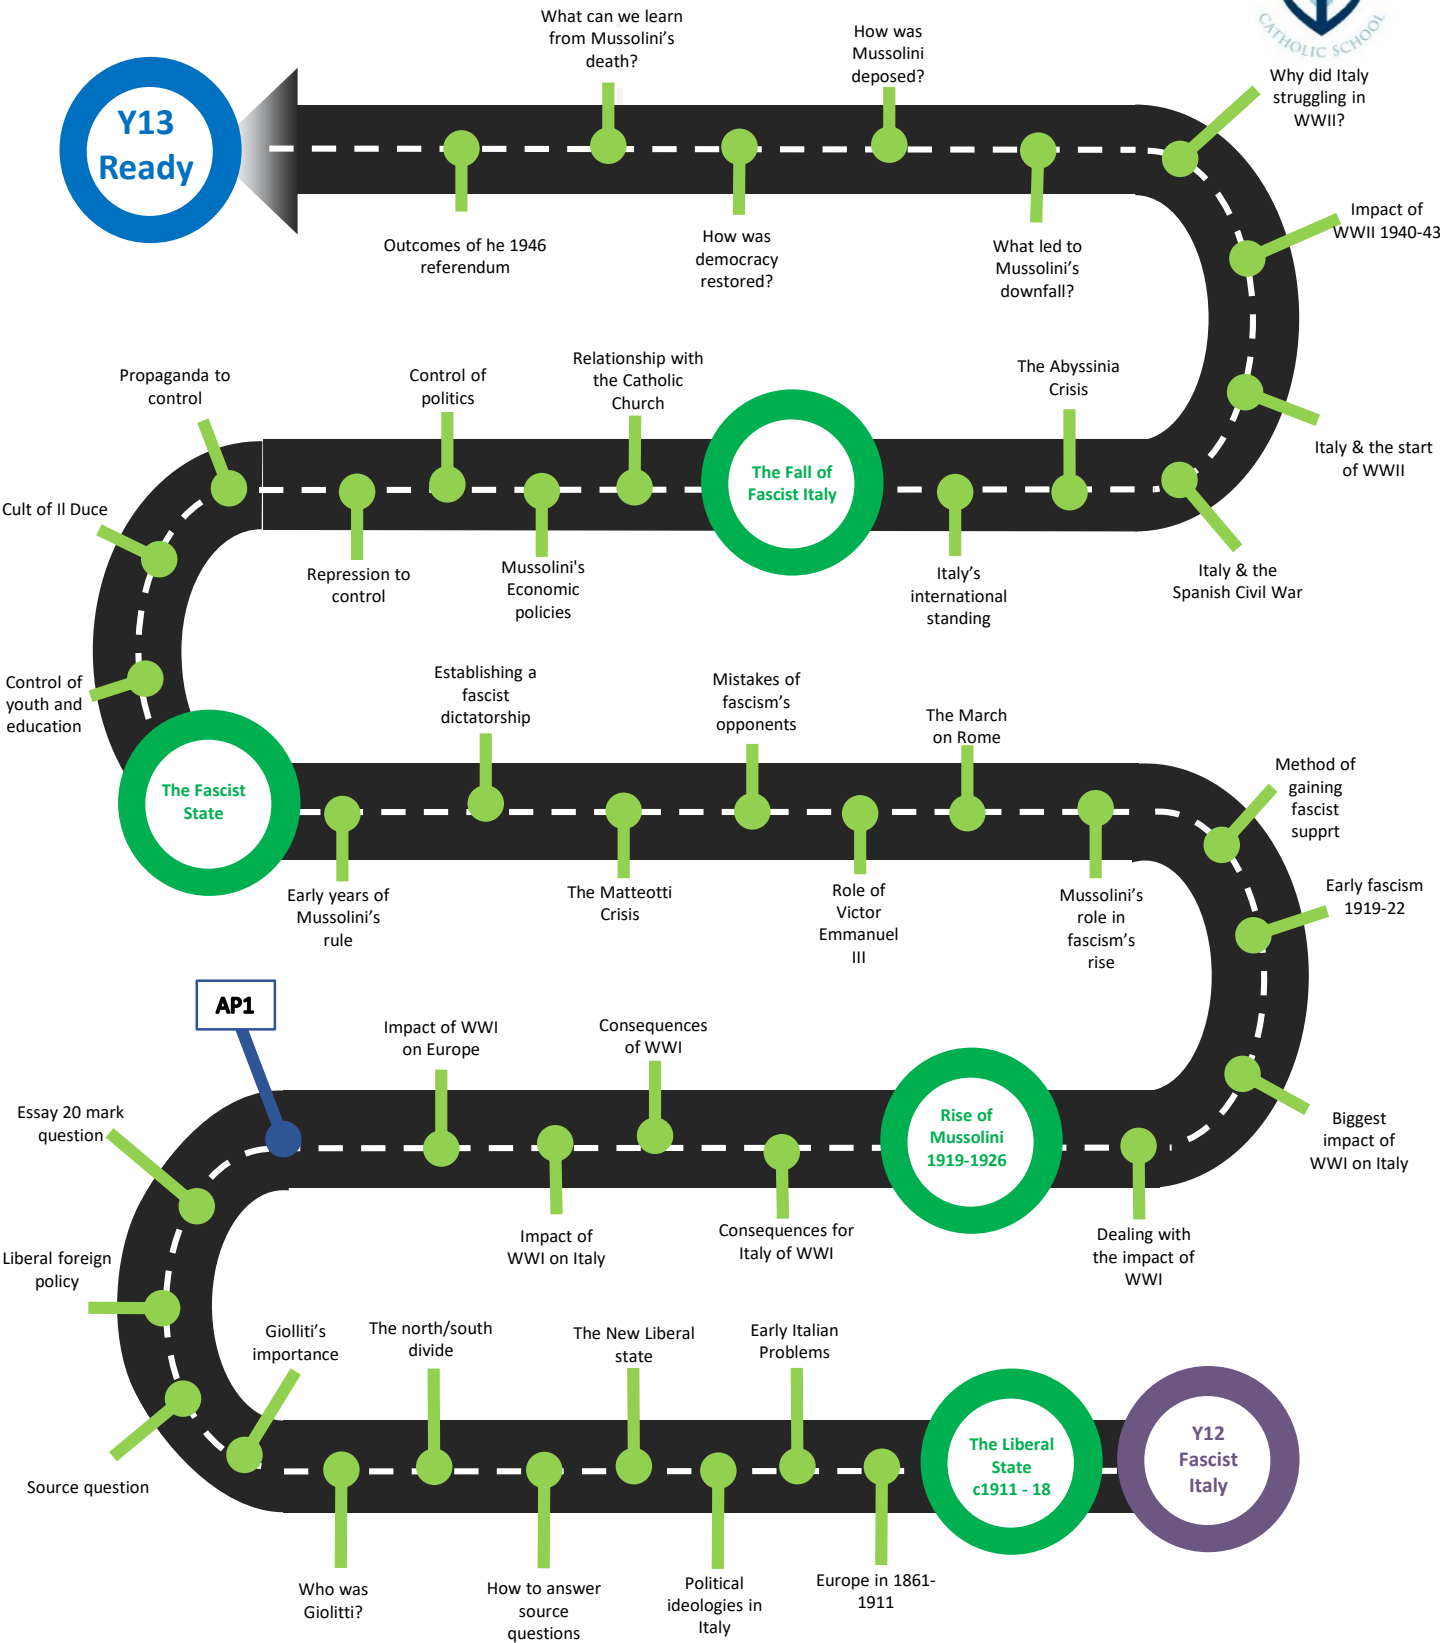 CATHOLIC SCHOOL
What can we learn
from Mussolini's
death?
How was
Mussolini
deposed?
Why did Italy
struggling in
WWII?
Y13
Ready
Outcomes of he 1946
referendum
How was
democracy
restored?
What led to
Mussolini's
downfall?
Impact of
WWII 1940-43
Propaganda to
control
Control of
politics
Relationship with
the Catholic
Church
The Abyssinia
Crisis
Italy & the start
of WWII
The Fall of
Fascist Italy
Cult of Il Duce
Repression to
control
Mussolini's
Economic
policies
Italy's
international
standing
Italy & the
Spanish Civil War
Control of
youth and
education
Establishing a
fascist
dictatorship
Mistakes of
fascism's
opponents
The March
on Rome
Method of
gaining
fascist
supprt
The Fascist
State
Early years of
Mussolini's
rule
The Matteotti
Crisis
Role of
Victor
Emmanuel
III
Mussolini's
role in
fascism's
rise
Early fascism
1919-22
AP1
Impact of WWI
on Europe
Consequences
of WWI
Essay 20 mark
question
Rise of
Mussolini
1919-1926
Biggest
impact of
WWI on Italy
Impact of
WWI on Italy
Consequences for
Italy of WWI
Dealing with
the impact of
WWI
Liberal foreign
policy
Giolliti's
importance
The north/south
divide
The New Liberal
state
Early Italian
Problems
Source question
The Liberal
State
c1911 - 18
Y12
Fascist
Italy
Who was
Giolitti?
How to answer
source
questions
Political
ideologies in
Italy
Europe in 1861-
1911